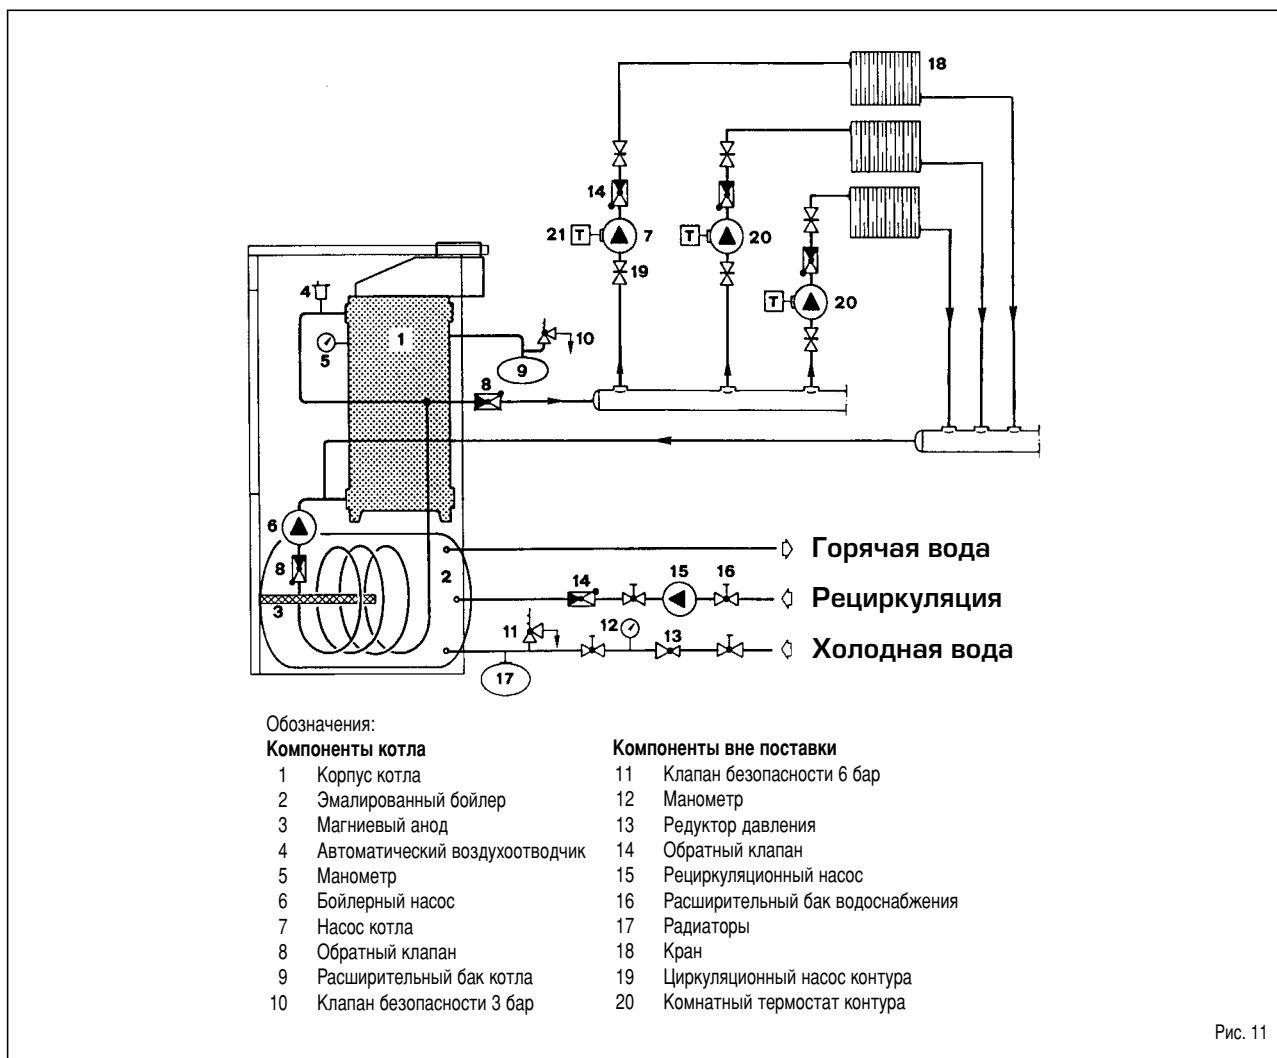 18
14
21 T 7
T 20
19
T 20
4
1
5
10
9
8
6
Горячая вода
8
2
14
15
16
3
Рециркуляция
11
12
13
Холодная вода
17
Обозначения:
Компоненты котла
1 Корпус котла
2 Эмалированный бойлер
3 Магниевый анод
4 Автоматический воздухоотводчик
5 Манометр
6 Бойлерный насос
7 Насос котла
8 Обратный клапан
9 Расширительный бак котла
10 Клапан безопасности 3 бар
Компоненты вне поставки
11 Клапан безопасности 6 бар
12 Манометр
13 Редуктор давления
14 Обратный клапан
15 Рециркуляционный насос
16 Расширительный бак водоснабжения
17 Радиаторы
18 Кран
19 Циркуляционный насос контура
20 Комнатный термостат контура
Рис. 11